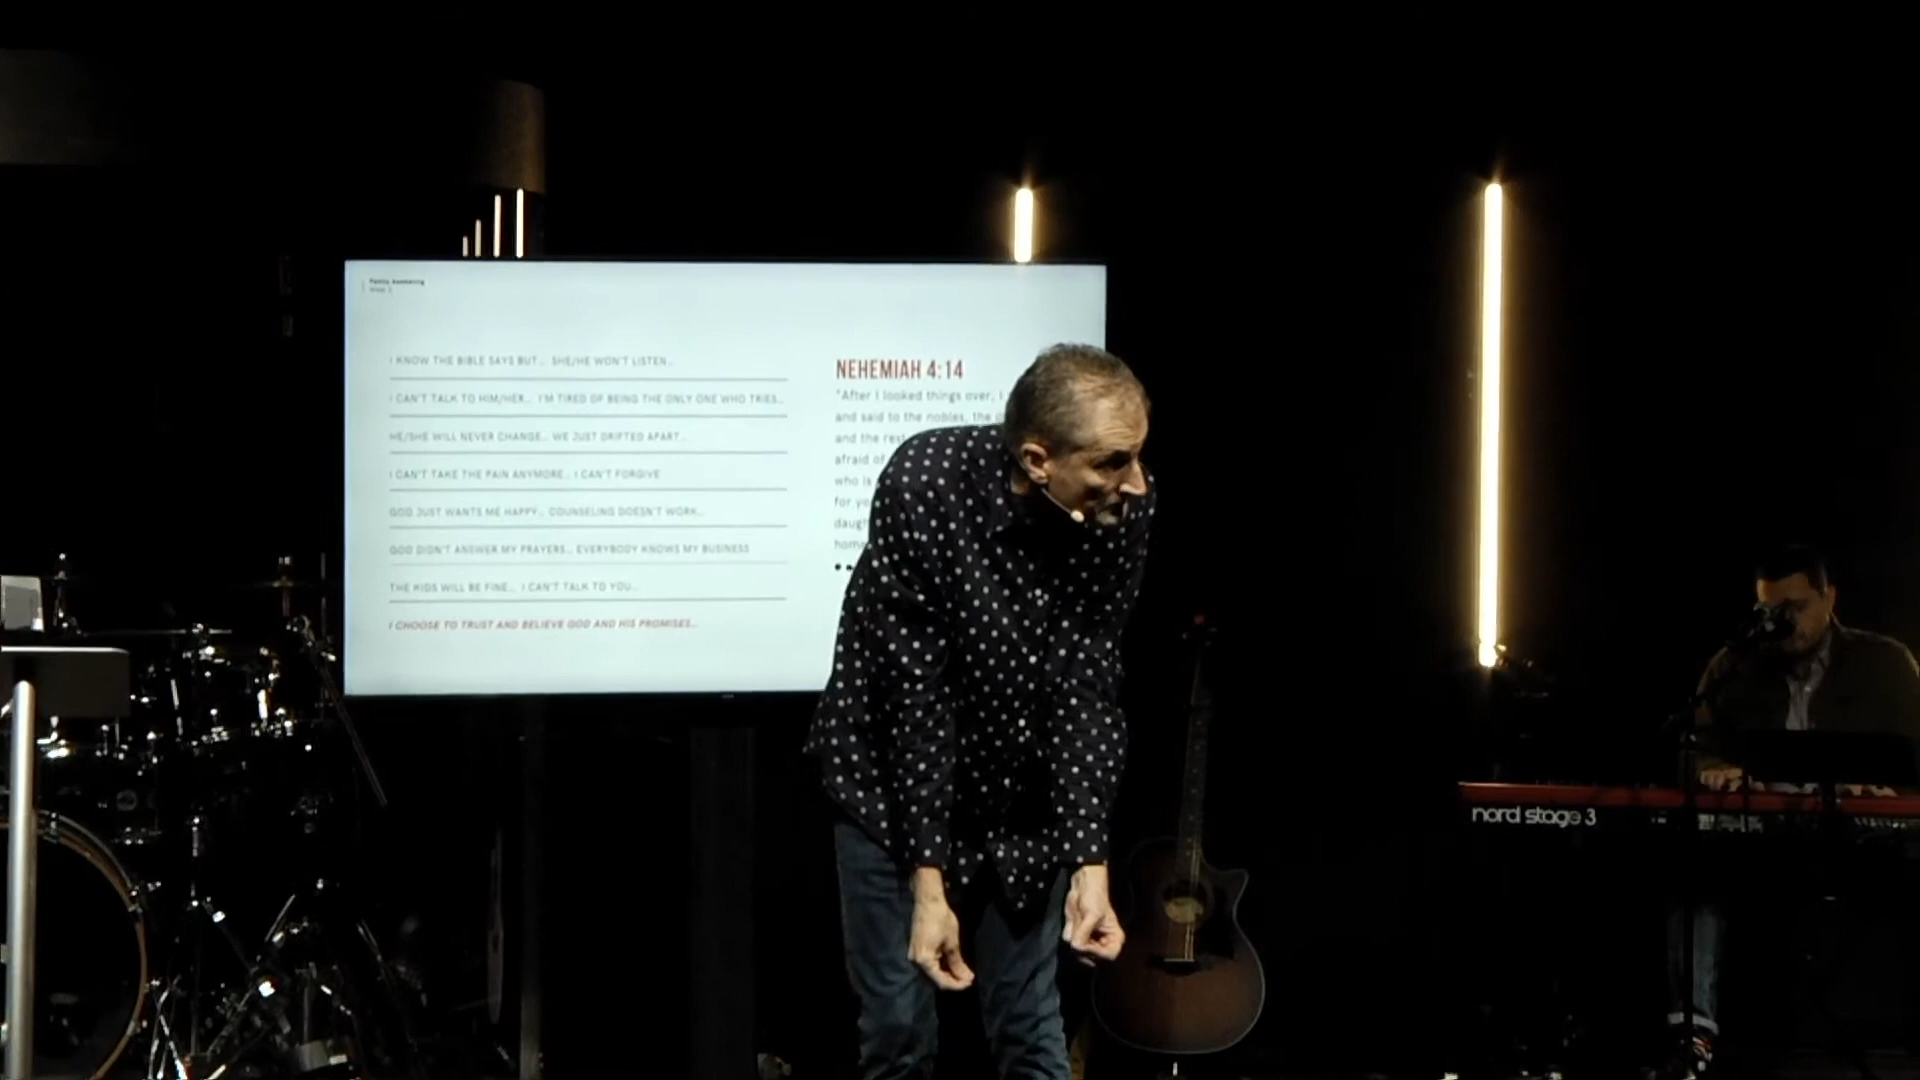 Family Awakening
I KNOW THE BIBLE SAYS BUT... SHE/HE WON'T LISTEN...
I CAN'T TALK TO HIM/HER... I'M TIRED OF BEING THE ONLY ONE WHO TRIES...
HE/SHE WILL NEVER CHANGE... WE JUST DRIFTED APART...
I CAN'T TAKE THE PAIN ANYMORE... I CAN'T FORGIVE
GOD JUST WANTS ME HAPPY... COUNSELING DOESN'T WORK...
GOD DIDN'T ANSWER MY PRAYERS... EVERYBODY KNOWS MY BUSINESS
THE KIDS WILL BE FINE... I CAN'T TALK TO YOU...
I CHOOSE TO TRUST AND BELIEVE GOD AND HIS PROMISES...
NEHEMIAH 4:14
"After I looked things over, I
and said to the nobles, the
and the rest
afraid of
who is
for
home
nord stage 3